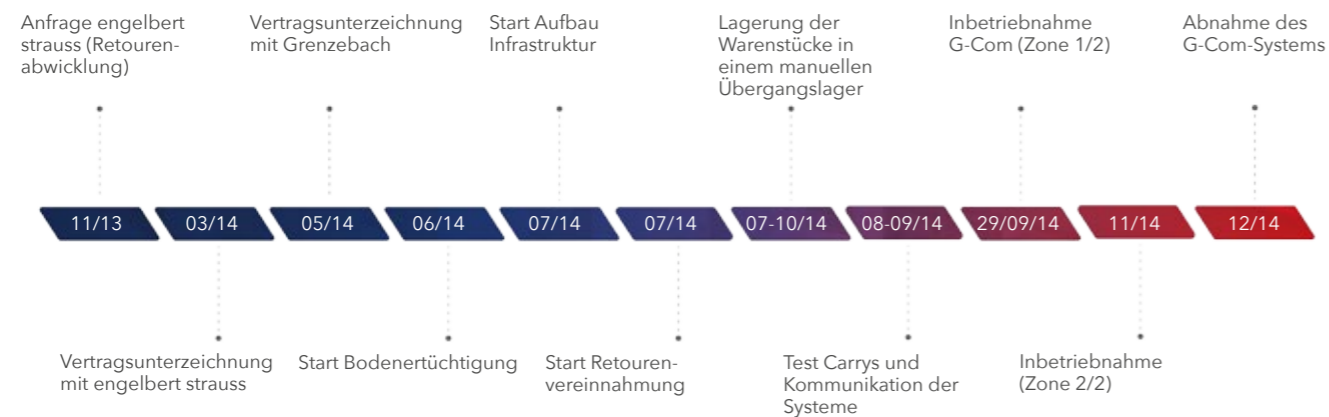 Anfrage engelbert
strauss (Retouren-
abwicklung)
Vertragsunterzeichnung
mit Grenzebach
Start Aufbau
Infrastruktur
Lagerung der
Warenstücke in
einem manuellen
Übergangslager
Inbetriebnahme
G-Com (Zone 1/2)
Abnahme des
G-Com-Systems
11/13
03/14
05/14
06/14
07/14
07/14
07-10/14
08-09/14
29/09/14
11/14
12/14
Vertragsunterzeichnung
mit engelbert strauss
Start Bodenertüchtigung
Start Retouren-
vereinnahmung
Test Carrys und
Kommunikation der
Systeme
Inbetriebnahme
(Zone 2/2)